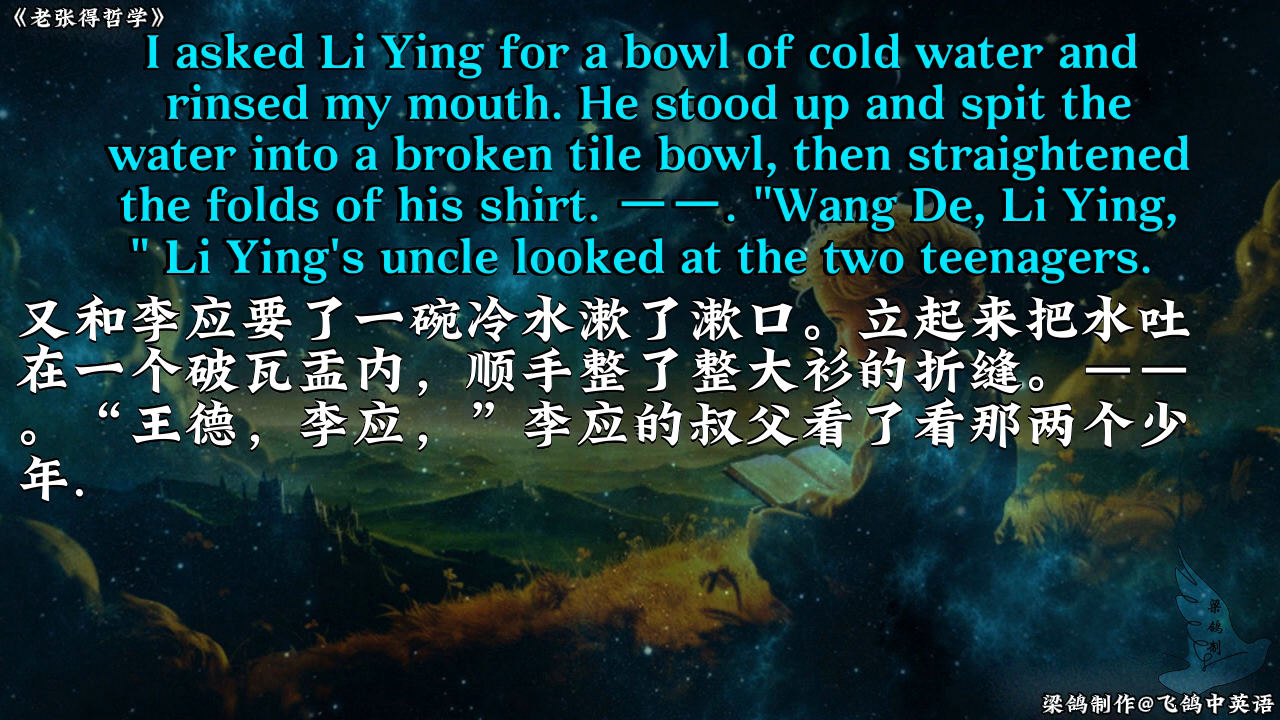 《老张得哲学》
I asked Li Ying for a bowl of cold water and
rinsed my mouth. He stood up and spit the
water into a broken tile bowl, then straightened
the folds of his shirt. ——. "Wang De, Li Ying,
" Li Ying's uncle looked at the two teenagers.
又和李应要了一碗冷水漱了漱口。立起来把水吐
在一个破瓦盂内，顺手整了整大衫的折缝。——
。“王德，李应，”李应的叔父看了看那两个少
年.
梁鸽制
梁鸽制作@飞鸽中英语